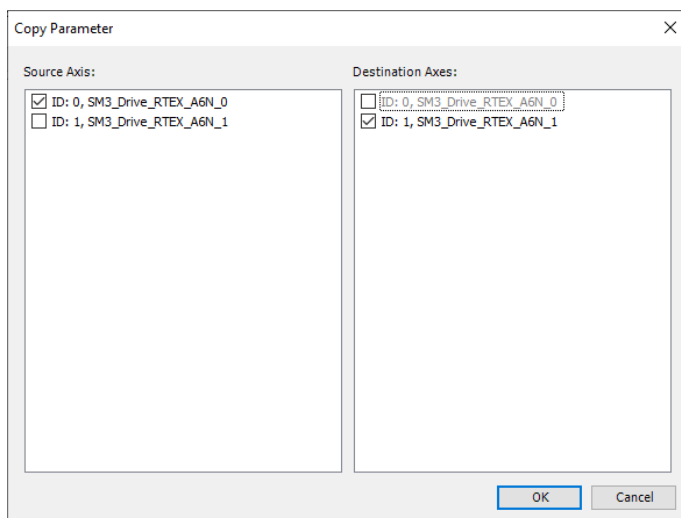 Copy Parameter
Source Axis:
ID: 0, SM3_Drive_RTEX_A6N_0
ID: 1, SM3_Drive_RTEX_A6N_1
Destination Axes:
ID: 0, SM3_Drive_RTEX_A6N_0
ID: 1, SM3_Drive_RTEX_A6N_1
OK
Cancel